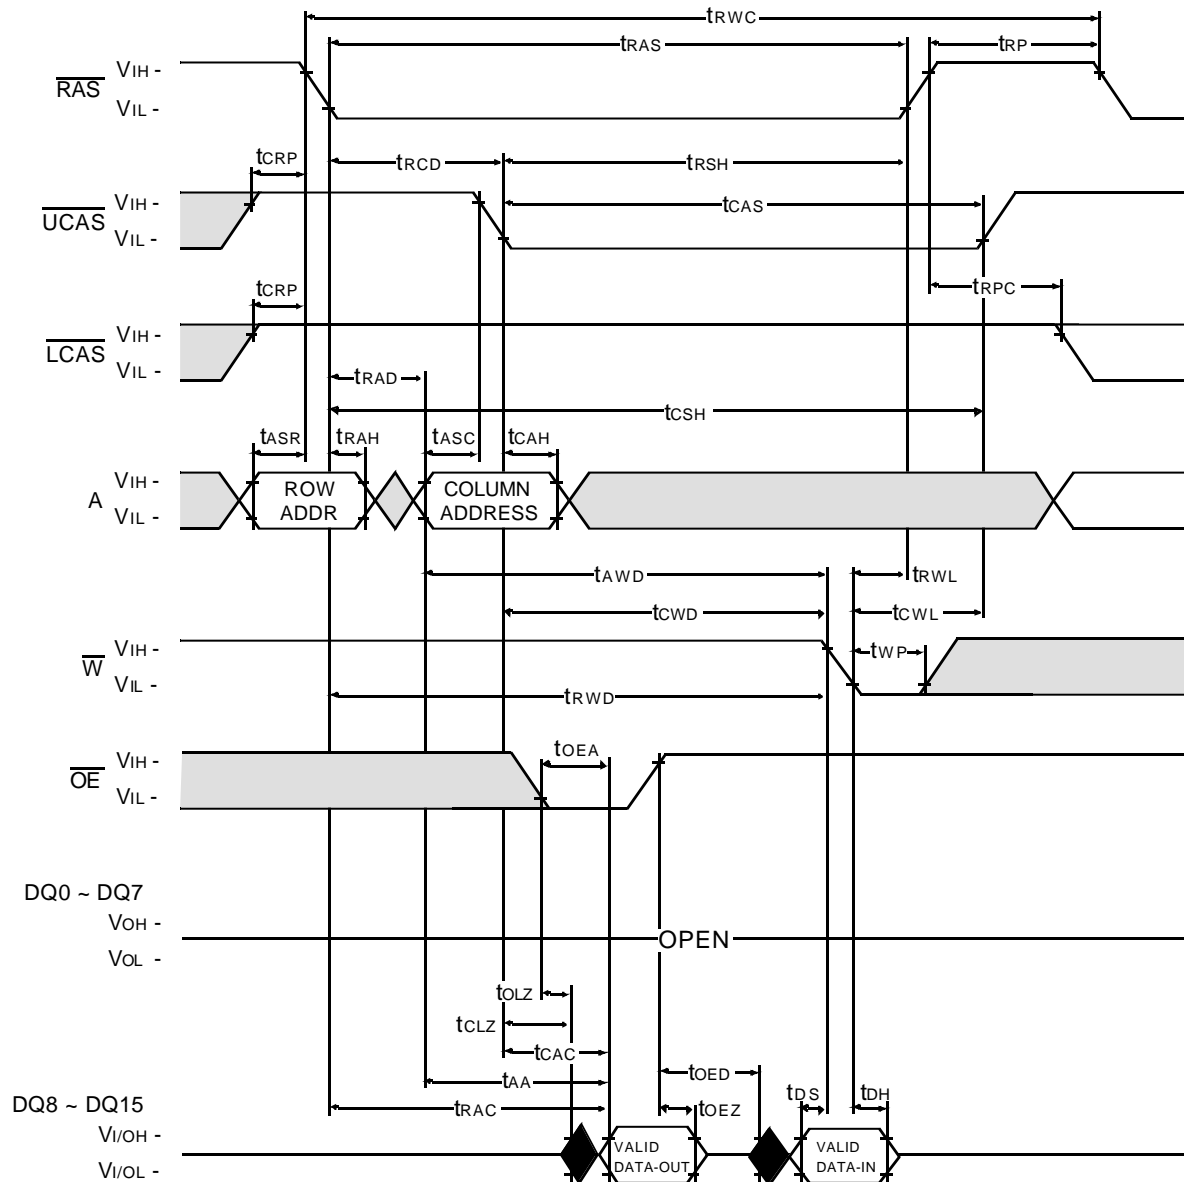 tRWC
tRAS
tRP
RAS
VIH -
VIL -
tCRP
tRCD
tRSH
UCAS
VIH -
VIL -
tCAS
tCRP
tRPC
LCAS
VIH -
VIL -
tRAD
tCSH
tASR
tRAH
tASC
tCAH
A
VIH -
VIL -
ROW
ADDR
COLUMN
ADDRESS
tAWD
tRWL
tCWD
tCWL
W
VIH -
VIL -
tWP
tRWD
tOEA
OE
VIH -
VIL -
DQ0 ~ DQ7
VOH -
VOL -
OPEN
tOLZ
tCLZ
tCAC
tAA
tOED
tRAC
tOEZ
tDS
tDH
DQ8 ~ DQ15
VI/OH -
VI/OL -
VALID
DATA-OUT
VALID
DATA-IN